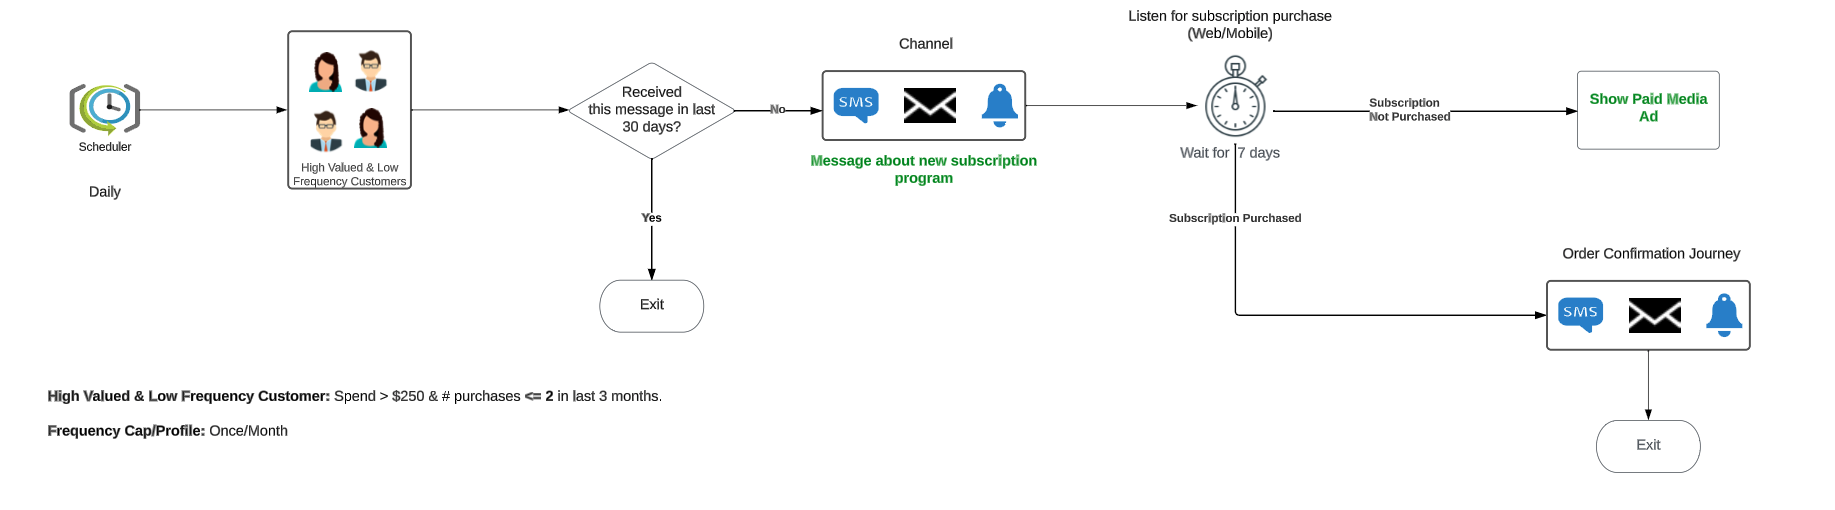 Scheduler
Daily
High Valued & Low
Frequency Customers
Received
this message in last
30 days?
No
Yes
Exit
Channel
SMS
Message about new subscription
program
Listen for subscription purchase
(Web/Mobile)
Wait for 7 days
Subscription
Not Purchased
Show Paid Media
Ad
Subscription Purchased
Order Confirmation Journey
SMS
Exit
High Valued & Low Frequency Customer: Spend > $250 & # purchases <= 2 in last 3 months.
Frequency Cap/Profile: Once/Month